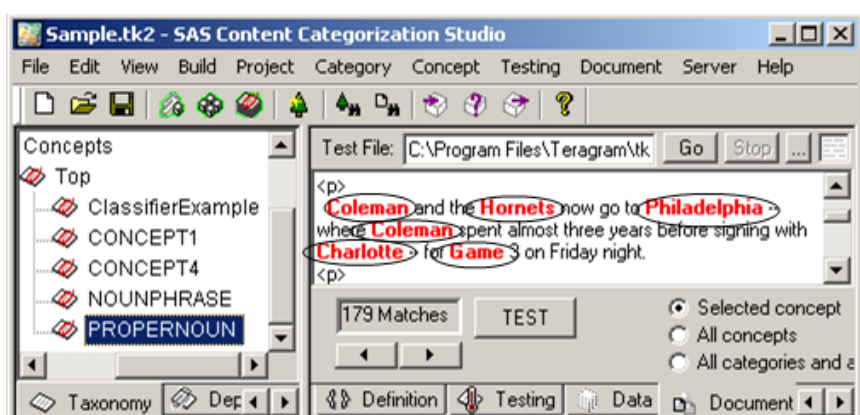 Sample.tk2 - SAS Content Categorization Studio
File Edit View Build Project Category Concept Testing Document Server Help
Concepts
Top
ClassifierExample
CONCEPT1
CONCEPT4
NOUNPHRASE
PROPERNOUN
Taxonomy
Test File: C:\Program Files\Teragram\tk Go Stop ...
<p>
Coleman and the Hornets now go to Philadelphia --
where Coleman spent almost three years before signing with
Charlotte -- for Game 3 on Friday night.
<p>
179 Matches TEST
Selected concept
All concepts
All categories and
Definition Testing Data Document